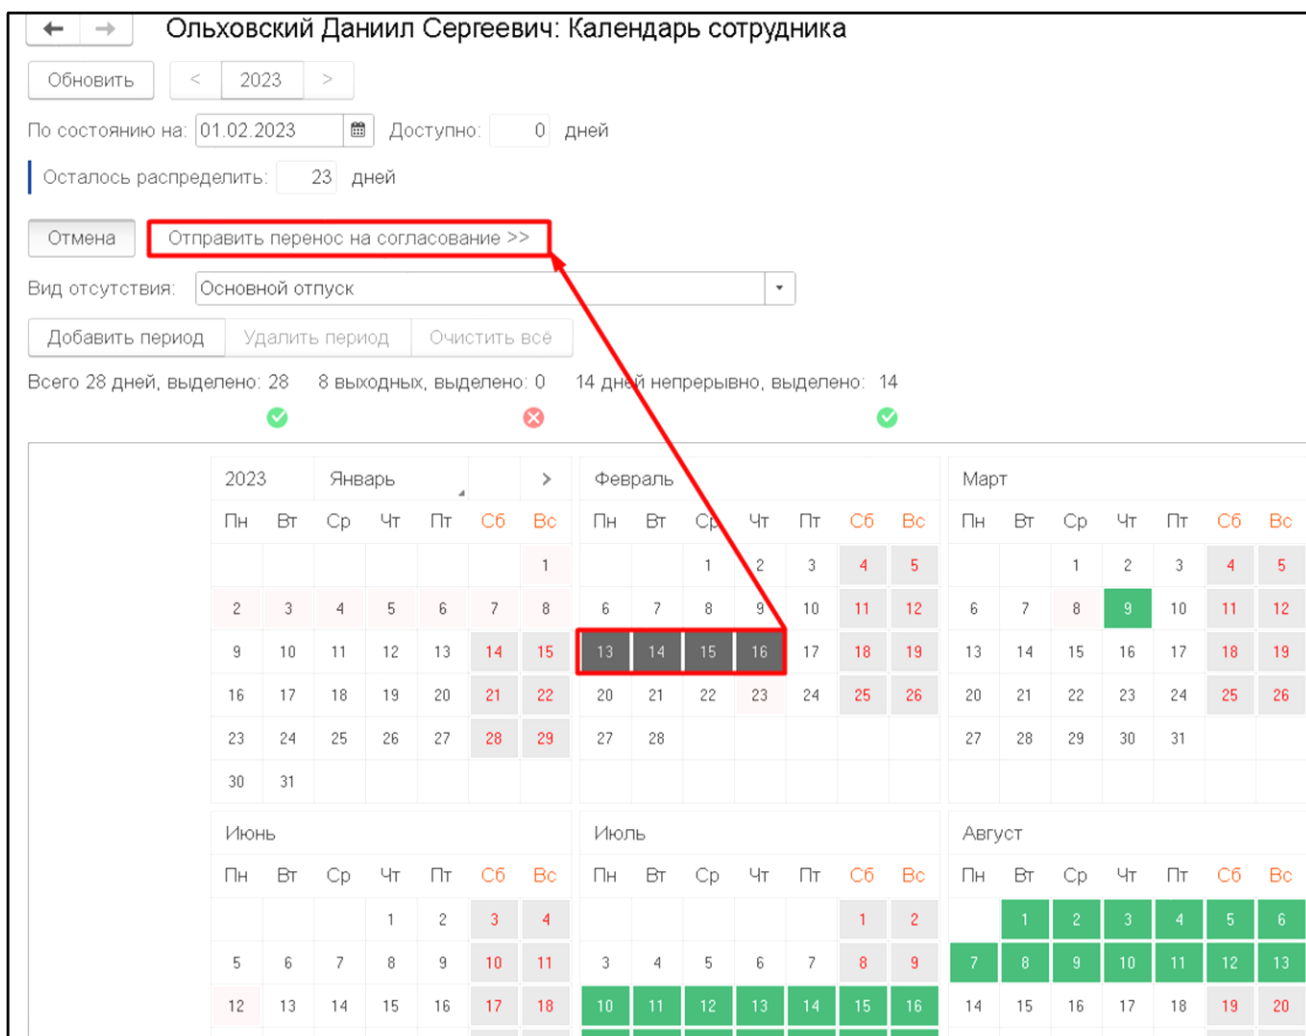 ← → Ольховский Даниил Сергеевич: Календарь сотрудника
Обновить < 2023 >
По состоянию на: 01.02.2023 Доступно: 0 дней
Осталось распределить: 23 дней
Отмена Отправить перенос на согласование >>
Вид отсутствия: Основной отпуск
Добавить период Удалить период Очистить всё
Всего 28 дней, выделено: 28 8 выходных, выделено: 0 14 дней непрерывно, выделено: 14
2023 Январь > Февраль Март
Пн Вт Ср Чт Пт Сб Вс Пн Вт Ср Чт Пт Сб Вс Пн Вт Ср Чт Пт Сб Вс
1 1 2 3 4 5 1 2 3 4 5
2 3 4 5 6 7 8 6 7 8 9 10 11 12 6 7 8 9 10 11 12
9 10 11 12 13 14 15 13 14 15 16 17 18 19 13 14 15 16 17 18 19
16 17 18 19 20 21 22 20 21 22 23 24 25 26 20 21 22 23 24 25 26
23 24 25 26 27 28 29 27 28 27 28 29 30 31
30 31
Июнь Июль Август
Пн Вт Ср Чт Пт Сб Вс Пн Вт Ср Чт Пт Сб Вс Пн Вт Ср Чт Пт Сб Вс
1 2 3 4 1 2 1 2 3 4 5 6
5 6 7 8 9 10 11 3 4 5 6 7 8 9 7 8 9 10 11 12 13
12 13 14 15 16 17 18 10 11 12 13 14 15 16 14 15 16 17 18 19 20